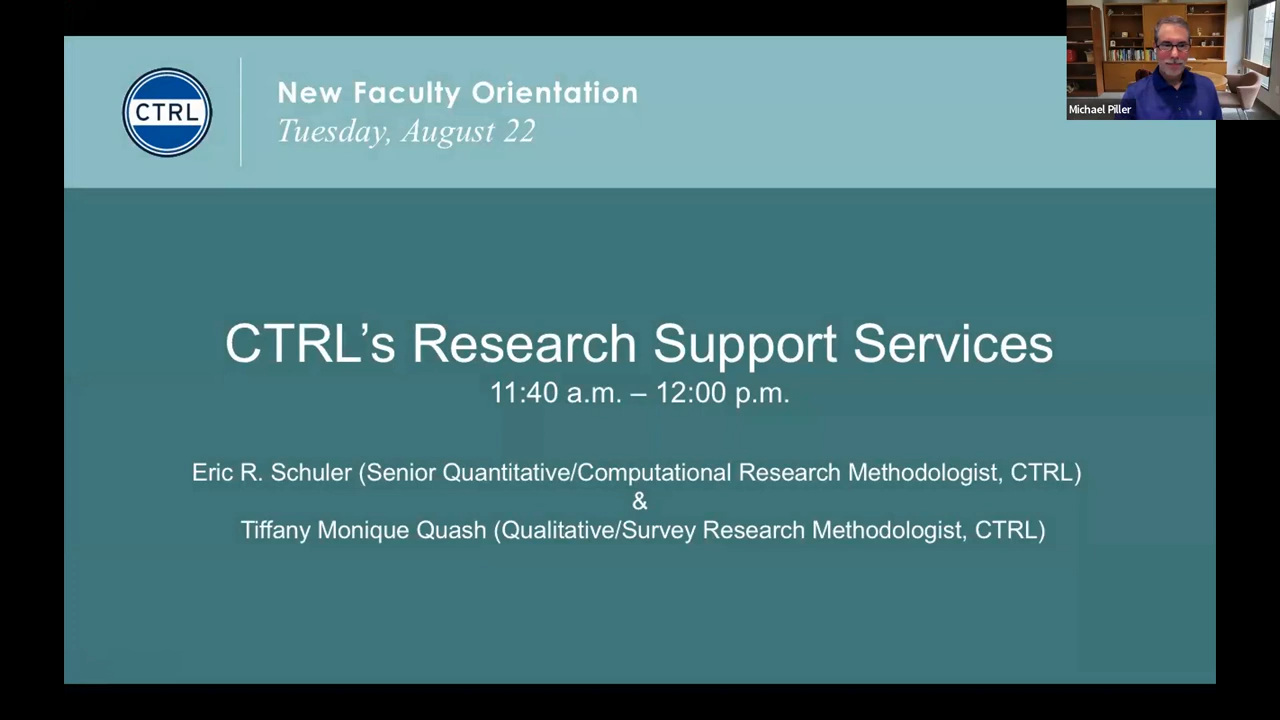 CTRL
New Faculty Orientation
Tuesday, August 22
Michael Piller
CTRL’s Research Support Services
11:40 a.m. – 12:00 p.m.
Eric R. Schuler (Senior Quantitative/Computational Research Methodologist, CTRL)
&
Tiffany Monique Quash (Qualitative/Survey Research Methodologist, CTRL)